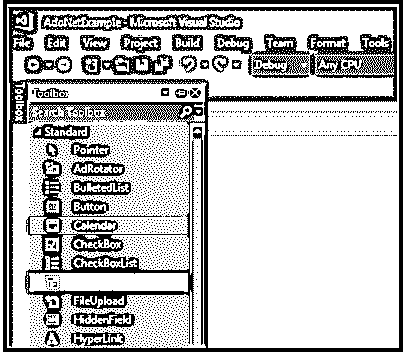 AdoNetExample - Microsoft Visual Studio
File Edit View Project Build Debug Team Format Tools
Debug Any CPU
Toolbox
Toolbox
Search Toolbox
Standard
Pointer
AdRotator
BulletedList
Button
Calendar
CheckBox
CheckBoxList
FileUpload
HiddenField
HyperLink